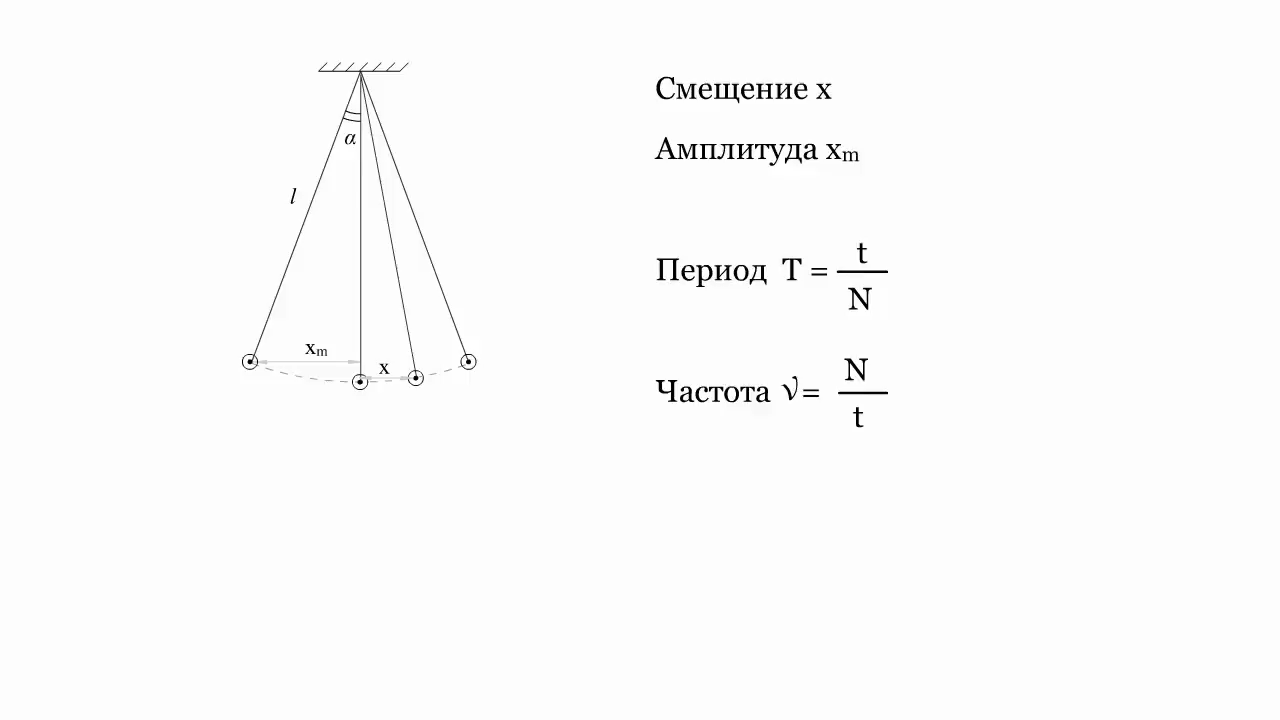 Смещение x
Амплитуда xm
α
l
Период T = t/N
xm
x
Частота ν = N/t